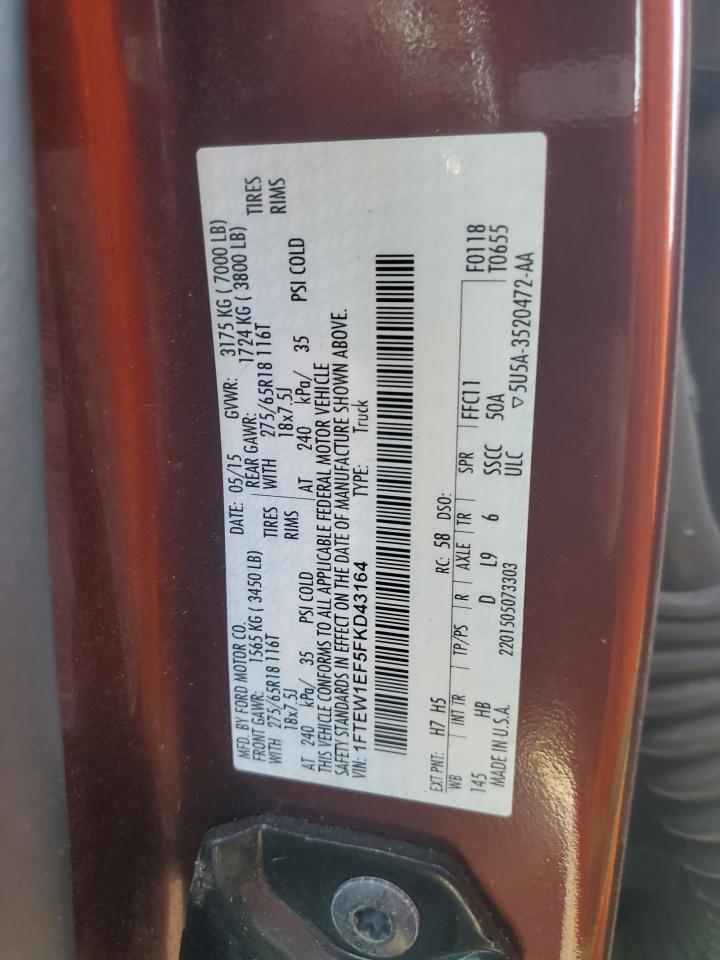 MFD. BY FORD MOTOR CO. DATE: 05/15 GVWR: 3175 KG ( 7000 LB)
FRONT GAWR: 1565 KG ( 3450 LB) REAR GAWR: 1724 KG ( 3800 LB)
WITH 275/65R18 116T TIRES WITH 275/65R18 116T TIRES
18x7.5J RIMS 18x7.5J RIMS
AT 240 kPa/ 35 PSI COLD AT 240 kPa/ 35 PSI COLD
THIS VEHICLE CONFORMS TO ALL APPLICABLE FEDERAL MOTOR VEHICLE
SAFETY STANDARDS IN EFFECT ON THE DATE OF MANUFACTURE SHOWN ABOVE.
VIN: 1FTEW1EF5FKD43164 TYPE: Truck
EXT PNT: H7 H5 RC: 58 DSO: F0118
WB INT TR TP/PS R AXLE TR SPR FFC11 T0655
145 HB D L9 6 SSCC 50A
MADE IN U.S.A. 2201505073303 ULC ▽5U5A-3520472-AA